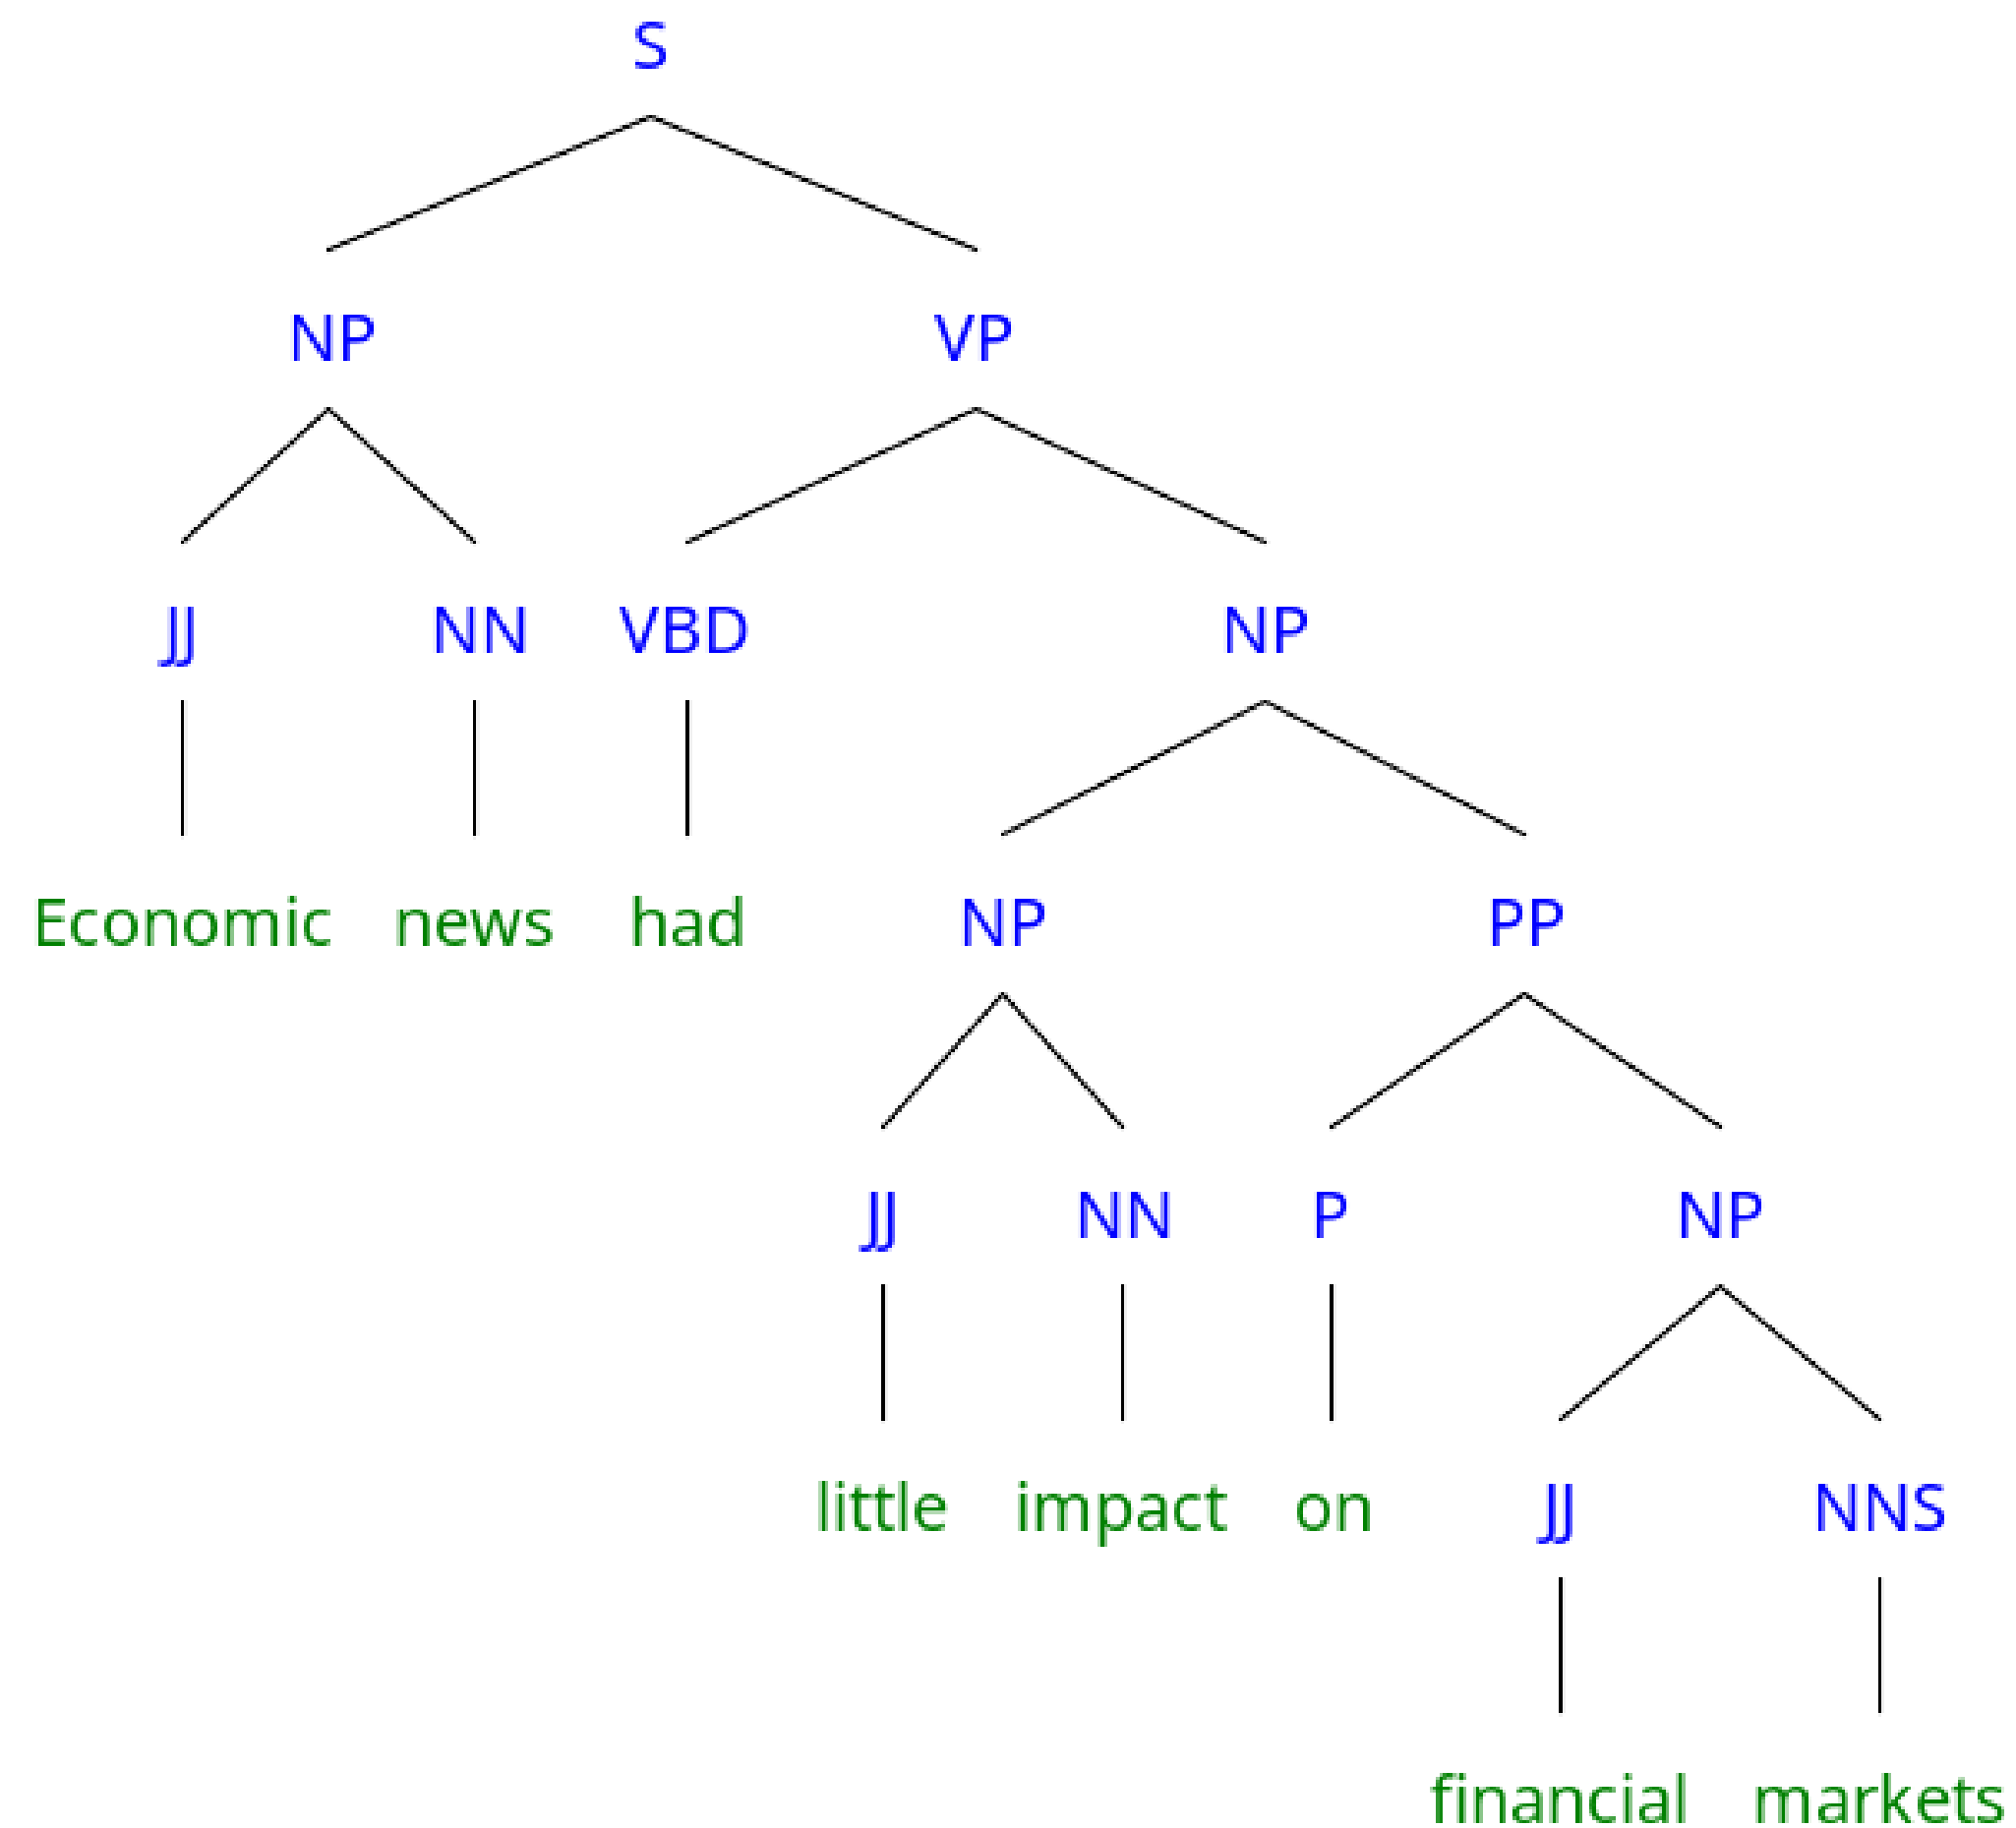 S
NP VP
JJ NN VBD NP
Economic news had NP PP
JJ NN P NP
little impact on JJ NNS
financial markets